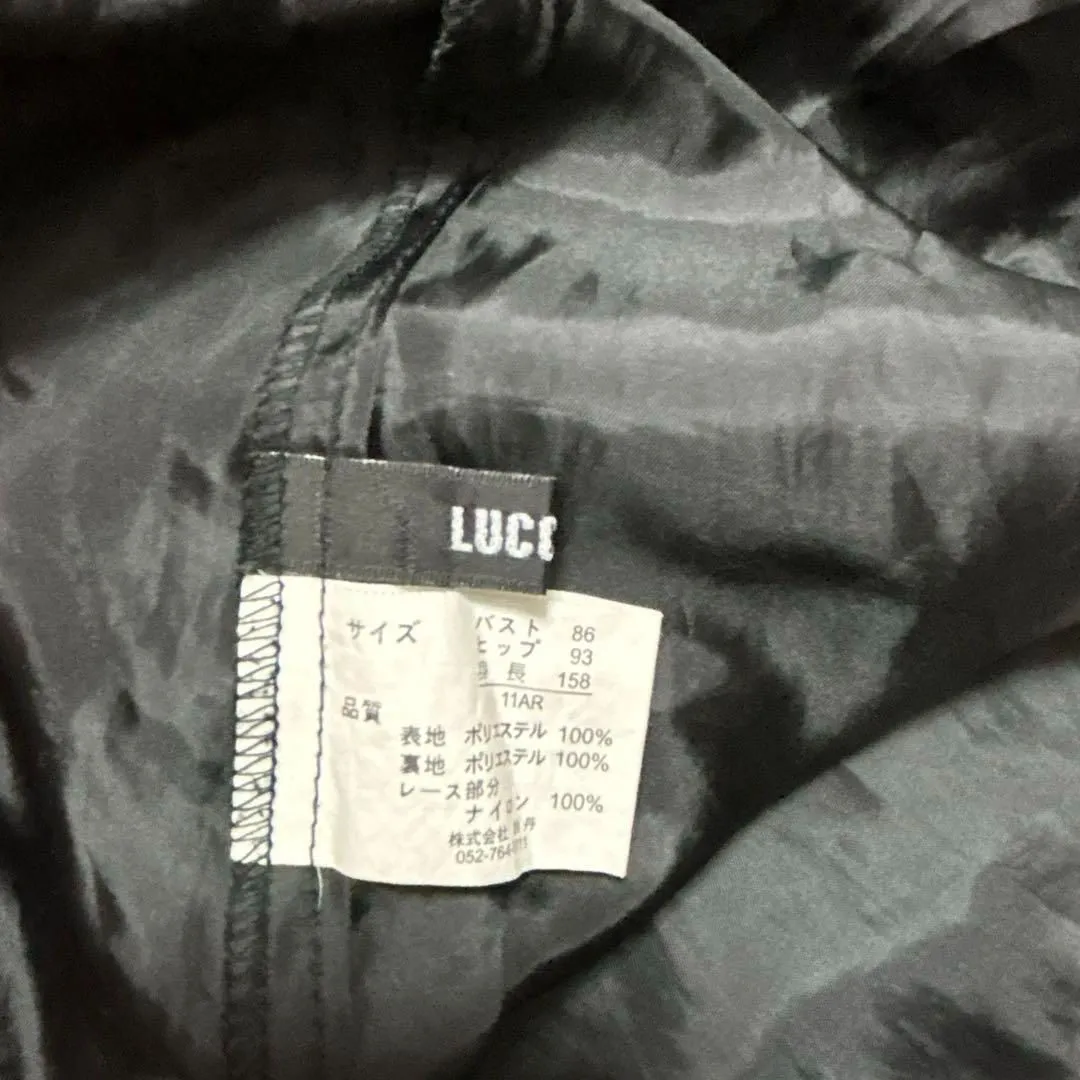 LUCC
サイズ バスト 86
ヒップ 93
身長 158
11AR
品質
表地 ポリエステル 100%
裏地 ポリエステル 100%
レース部分
ナイロン 100%
株式会社
052-764-